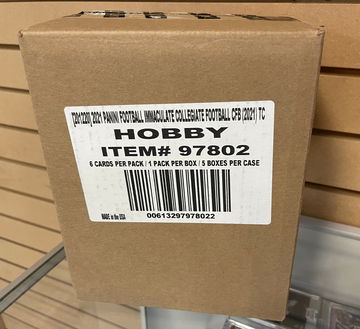 [201220] 2021 PANINI FOOTBALL IMMACULATE COLLEGIATE FOOTBALL CFB (2021) TC
HOBBY
ITEM# 97802
6 CARDS PER PACK / 1 PACK PER BOX / 5 BOXES PER CASE
MADE in the USA
00613297978022